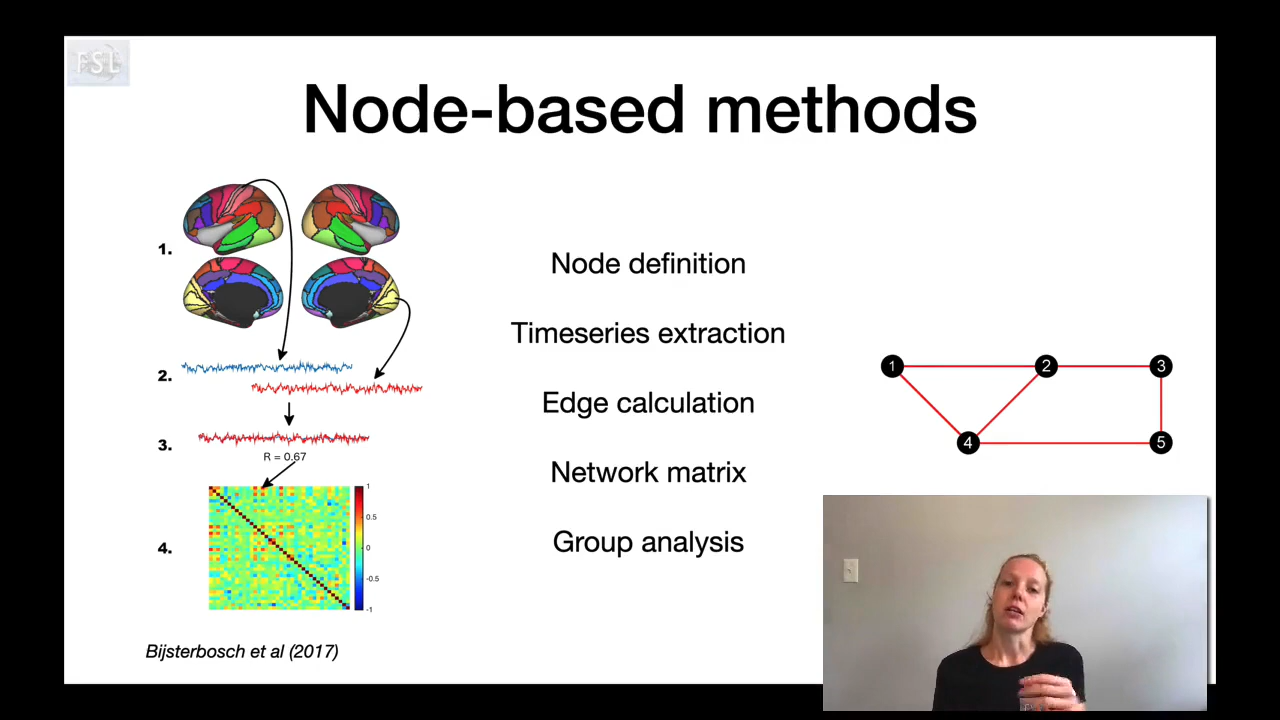 FSL
Node-based methods
1.
2.
3.
R = 0.67
4.
1
0.5
0
-0.5
-1
Bijsterbosch et al (2017)
Node definition
Timeseries extraction
Edge calculation
Network matrix
Group analysis
1
2
3
4
5